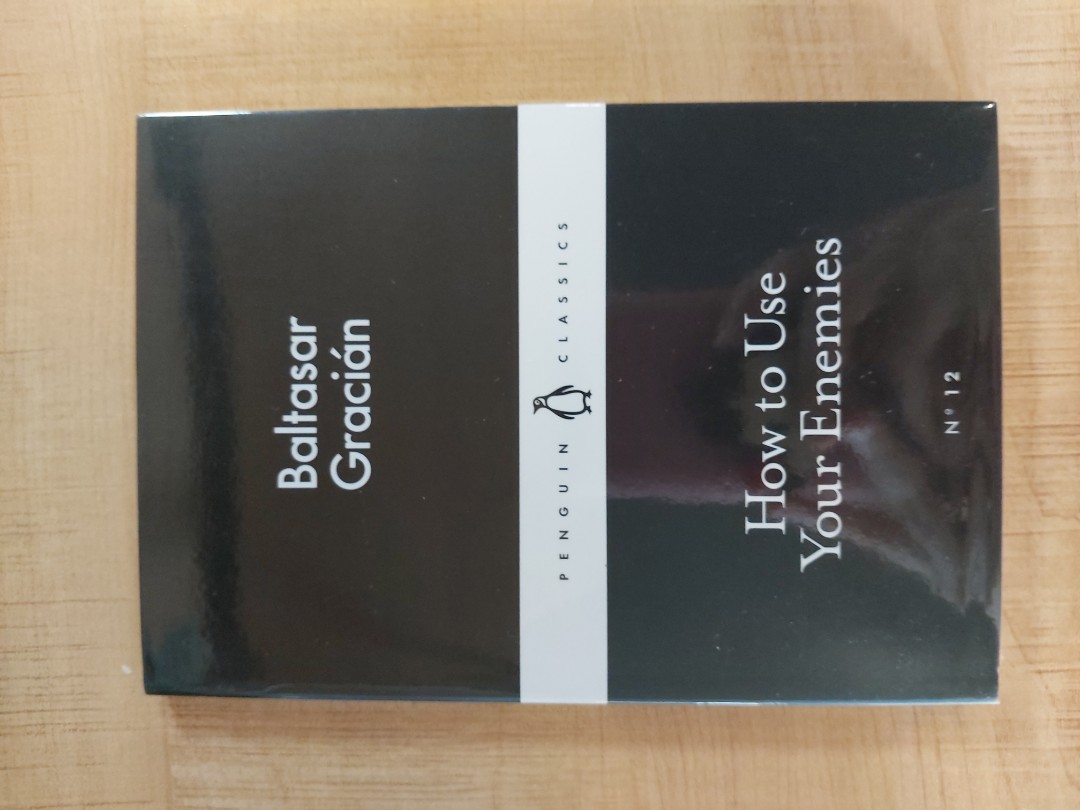 Baltasar
Gracián
PENGUIN CLASSICS
How to Use
Your Enemies
Nº 12